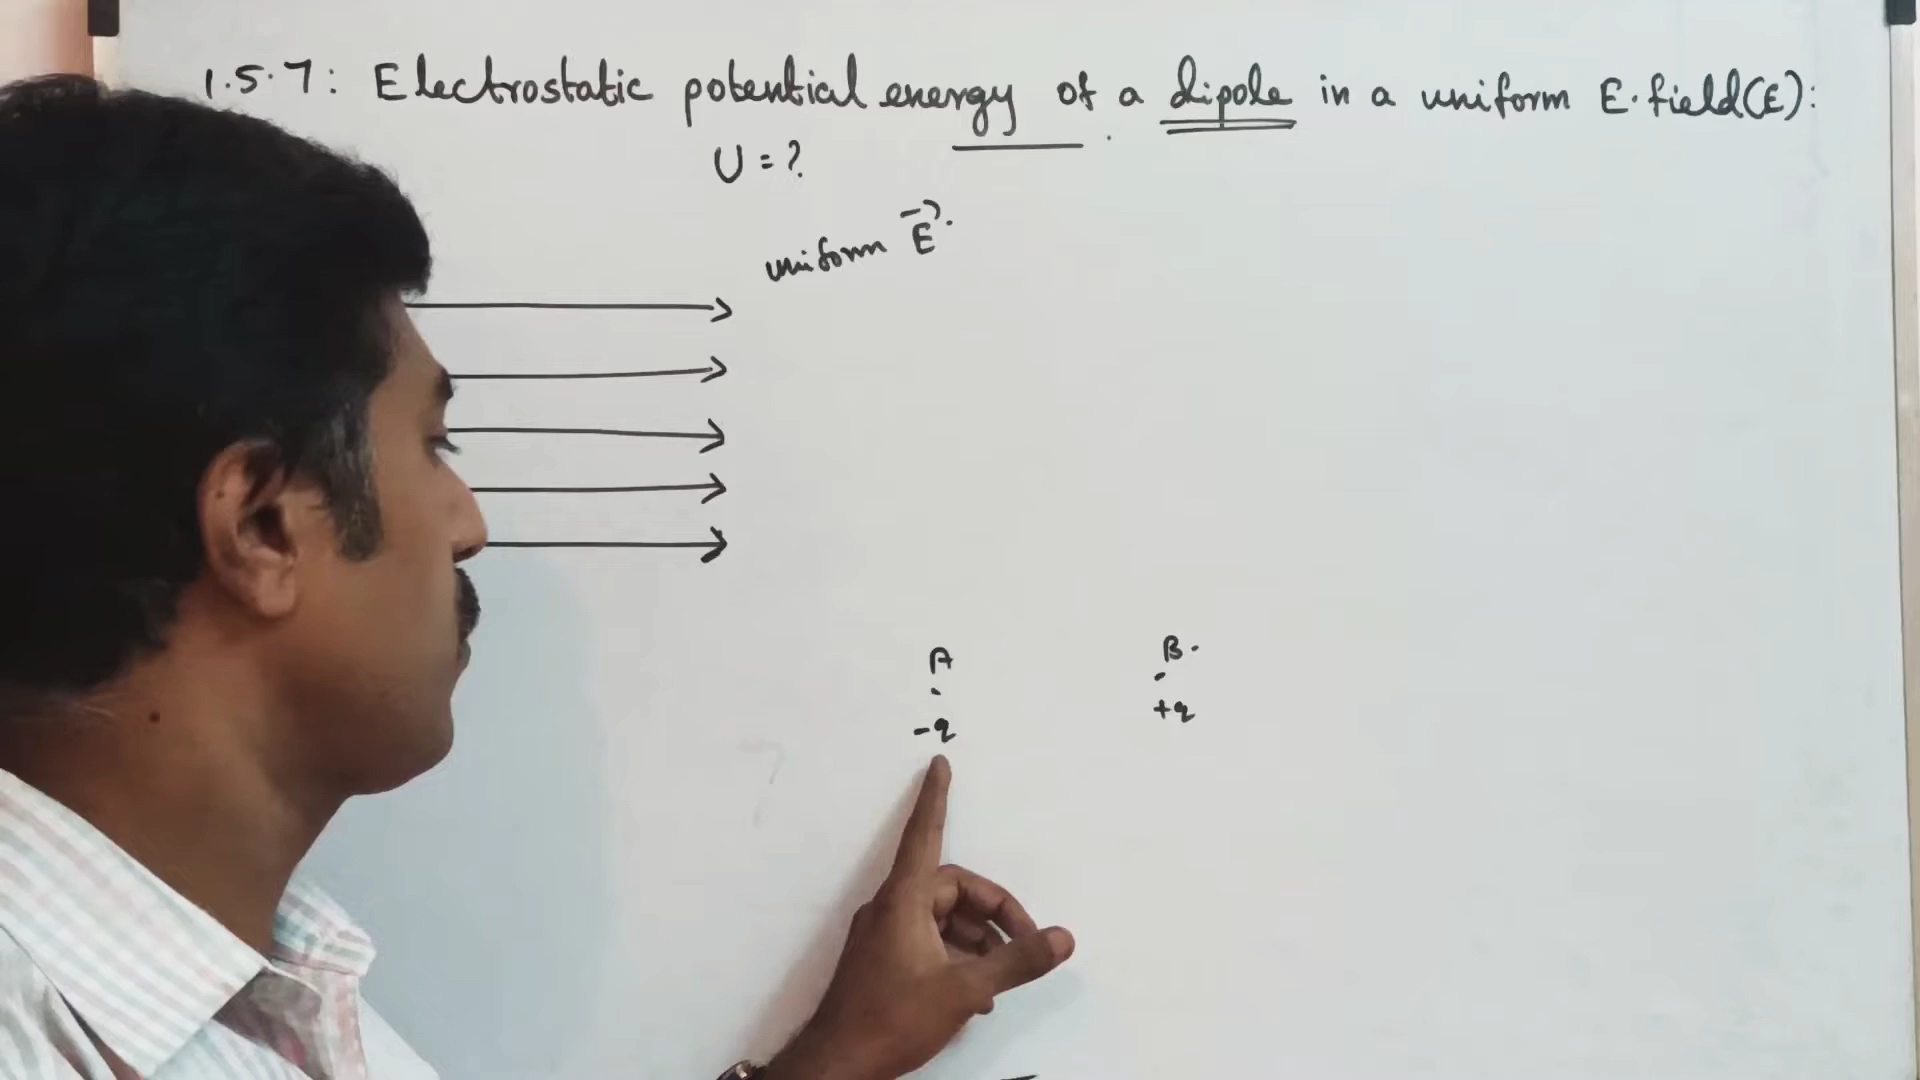 1.5.7: Electrostatic potential energy of a dipole in a uniform E.field(E):
U = ?
uniform E⃗.
A B.
-q +q